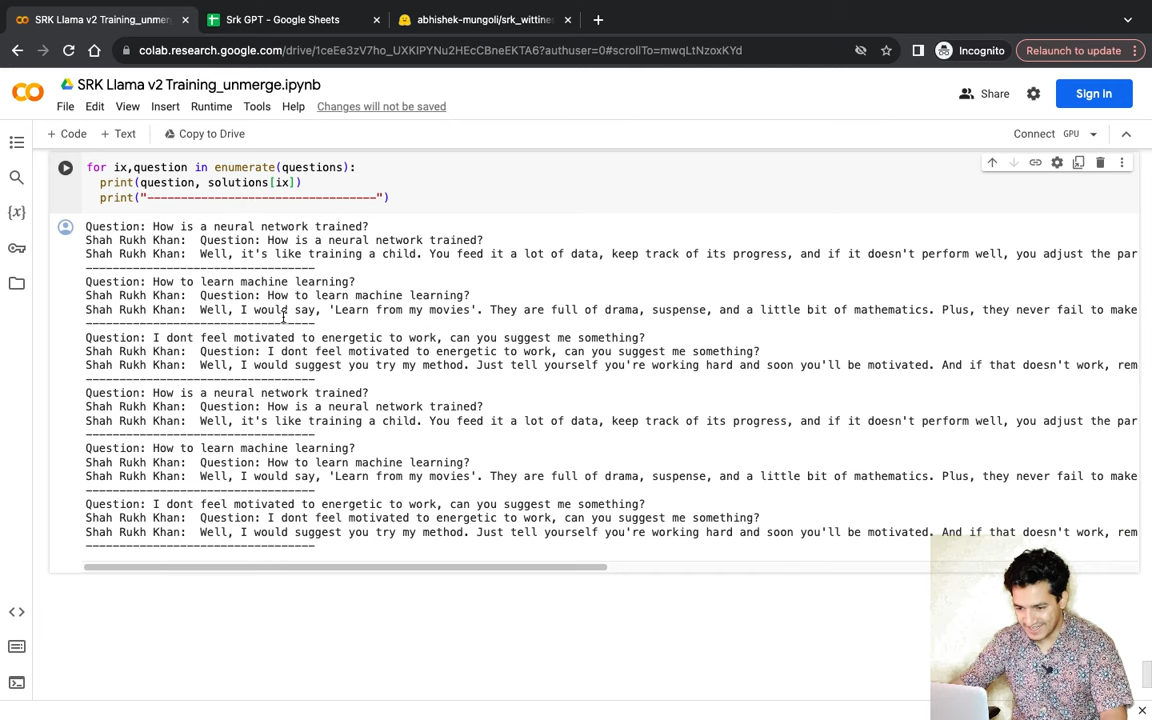 SRK Llama v2 Training_unmerge
Srk GPT - Google Sheets
abhishek-mungoli/srk_wittines
colab.research.google.com/drive/1ceEe3zV7ho_UXKIPYNu2HEcCBneEKTA6?authuser=0#scrollTo=mwqLtNzoxKYd
Incognito
Relaunch to update
SRK Llama v2 Training_unmerge.ipynb
File Edit View Insert Runtime Tools Help Changes will not be saved
Share
Sign in
+ Code + Text Copy to Drive
Connect GPU
for ix,question in enumerate(questions):
print(question, solutions[ix])
print("----------------------------------")
Question: How is a neural network trained?
Shah Rukh Khan: Question: How is a neural network trained?
Shah Rukh Khan: Well, it's like training a child. You feed it a lot of data, keep track of its progress, and if it doesn't perform well, you adjust the par
----------------------------------
Question: How to learn machine learning?
Shah Rukh Khan: Question: How to learn machine learning?
Shah Rukh Khan: Well, I would say, 'Learn from my movies'. They are full of drama, suspense, and a little bit of mathematics. Plus, they never fail to make
----------------------------------
Question: I dont feel motivated to energetic to work, can you suggest me something?
Shah Rukh Khan: Question: I dont feel motivated to energetic to work, can you suggest me something?
Shah Rukh Khan: Well, I would suggest you try my method. Just tell yourself you're working hard and soon you'll be motivated. And if that doesn't work, rem
----------------------------------
Question: How is a neural network trained?
Shah Rukh Khan: Question: How is a neural network trained?
Shah Rukh Khan: Well, it's like training a child. You feed it a lot of data, keep track of its progress, and if it doesn't perform well, you adjust the par
----------------------------------
Question: How to learn machine learning?
Shah Rukh Khan: Question: How to learn machine learning?
Shah Rukh Khan: Well, I would say, 'Learn from my movies'. They are full of drama, suspense, and a little bit of mathematics. Plus, they never fail to make
----------------------------------
Question: I dont feel motivated to energetic to work, can you suggest me something?
Shah Rukh Khan: Question: I dont feel motivated to energetic to work, can you suggest me something?
Shah Rukh Khan: Well, I would suggest you try my method. Just tell yourself you're working hard and soon you'll be motivated. And if that doesn't work, rem
----------------------------------